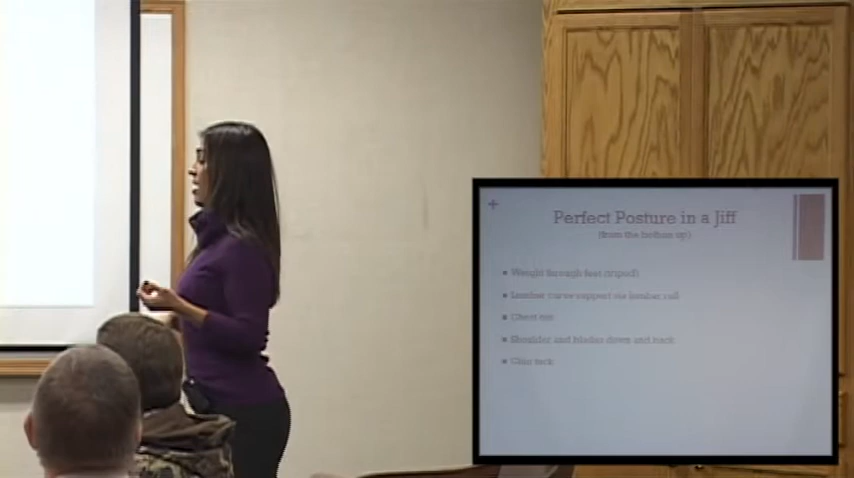 Perfect Posture in a Jiff
(from the bottom up)
Weight through feet (tripod)
Lumbar curve support via lumbar roll
Chest out
Shoulder and blades down and back
Chin tuck